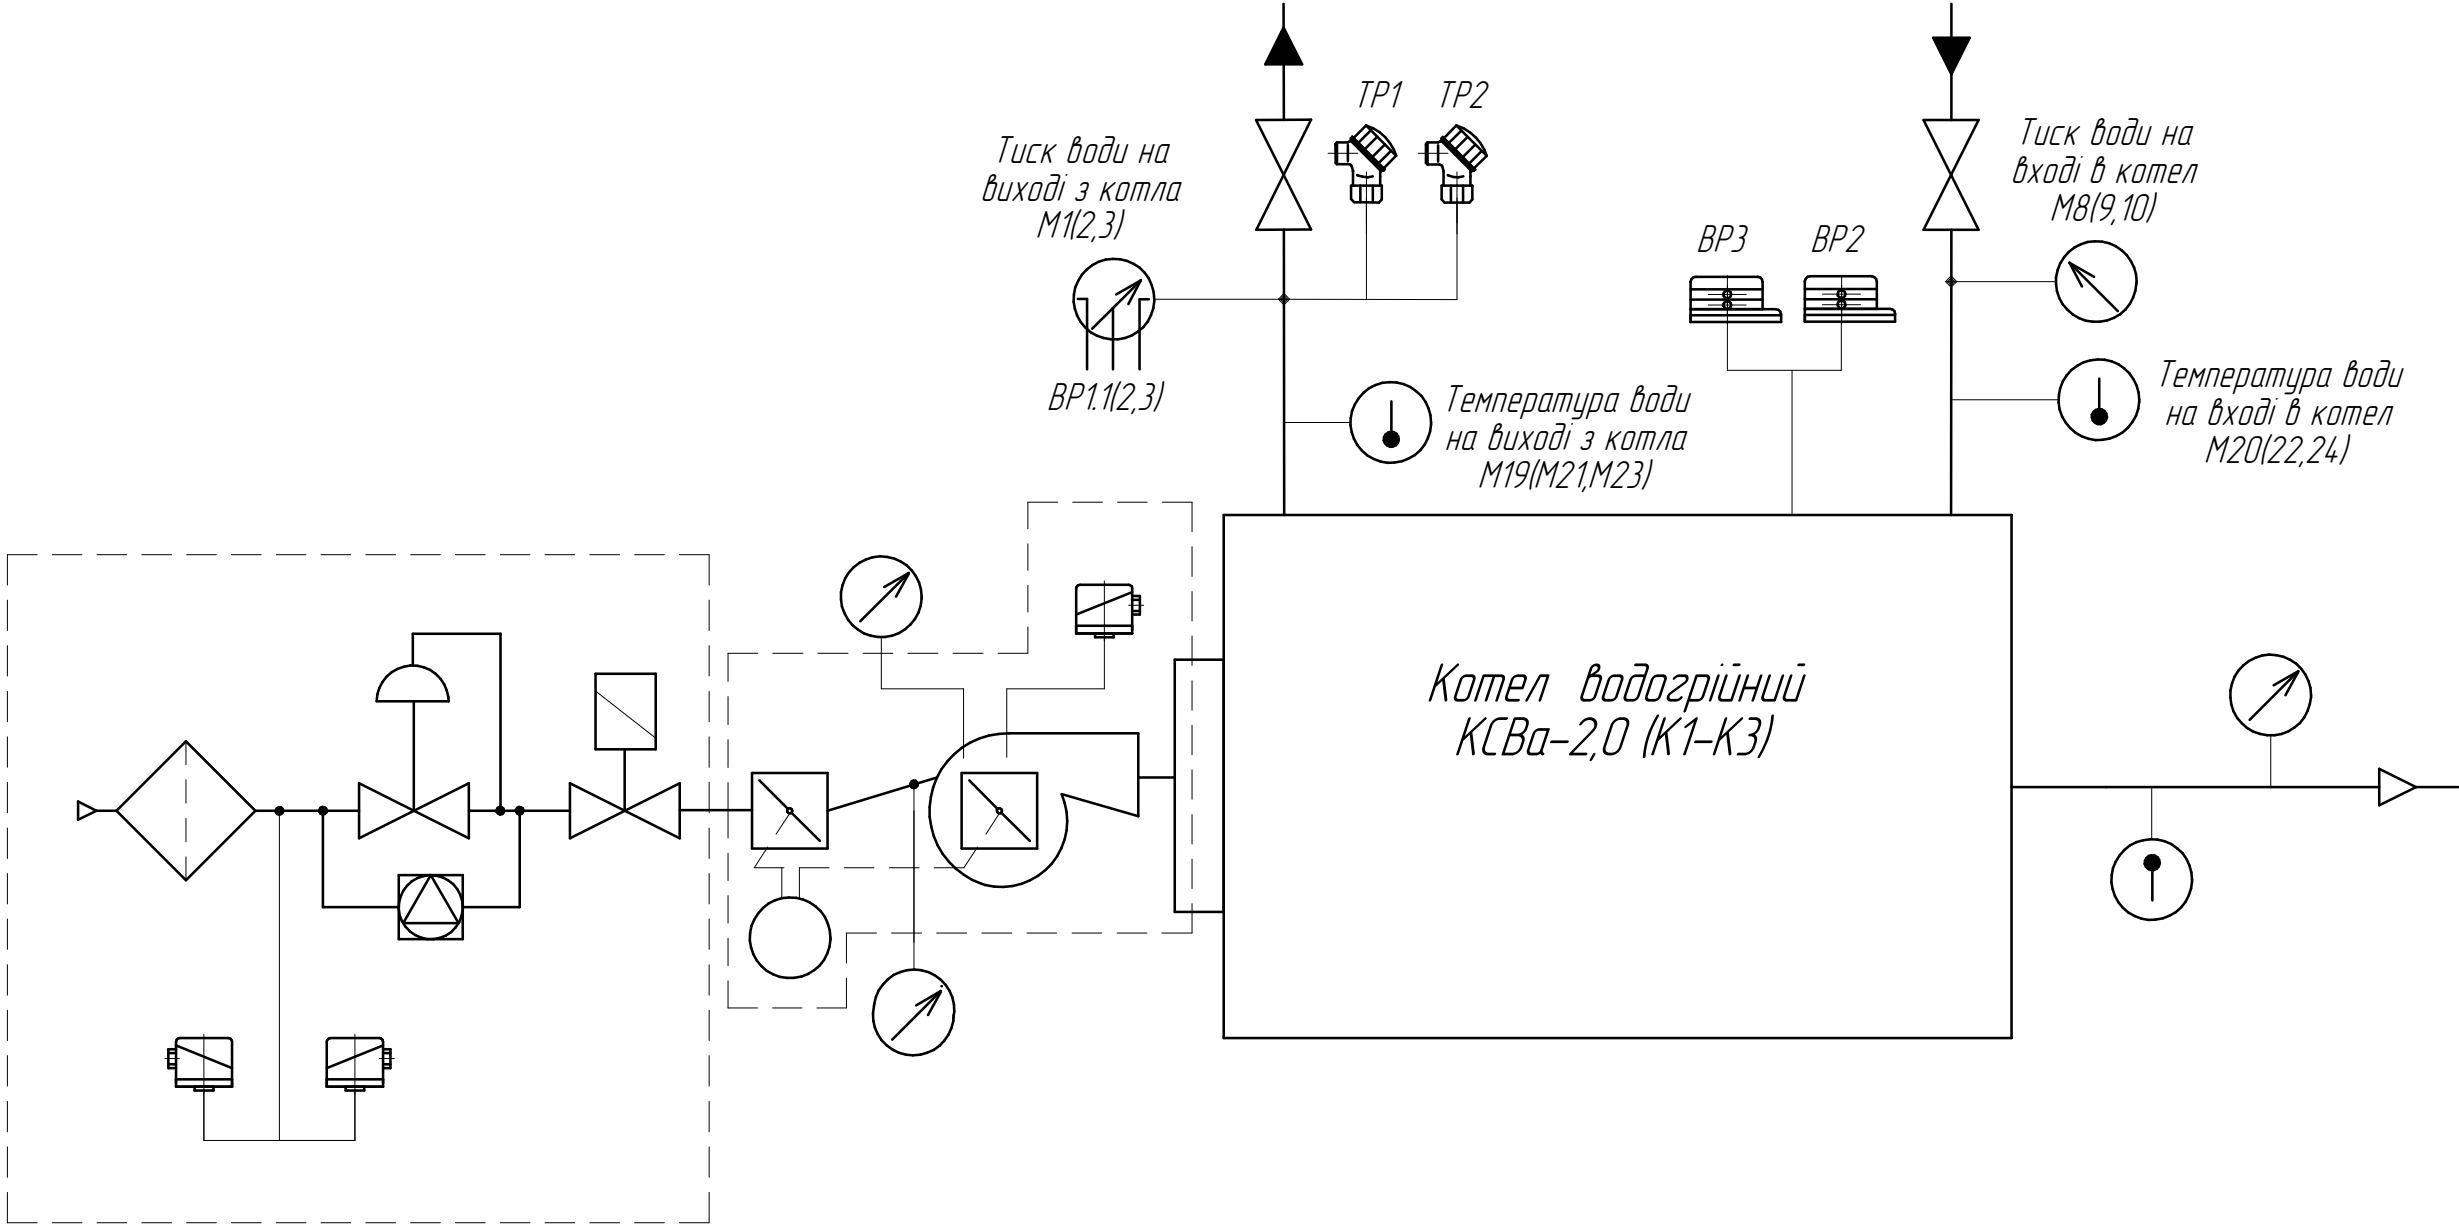 ТР1
ТР2
Тиск води на
виході з котла
М1(2,3)
ВР1.1(2,3)
Тиск води на
вході в котел
М8(9,10)
ВР3
ВР2
Температура води
на виході з котла
М19(М21,М23)
Температура води
на вході в котел
М20(22,24)
Котел водогрійний
КСВа-2,0 (К1-К3)